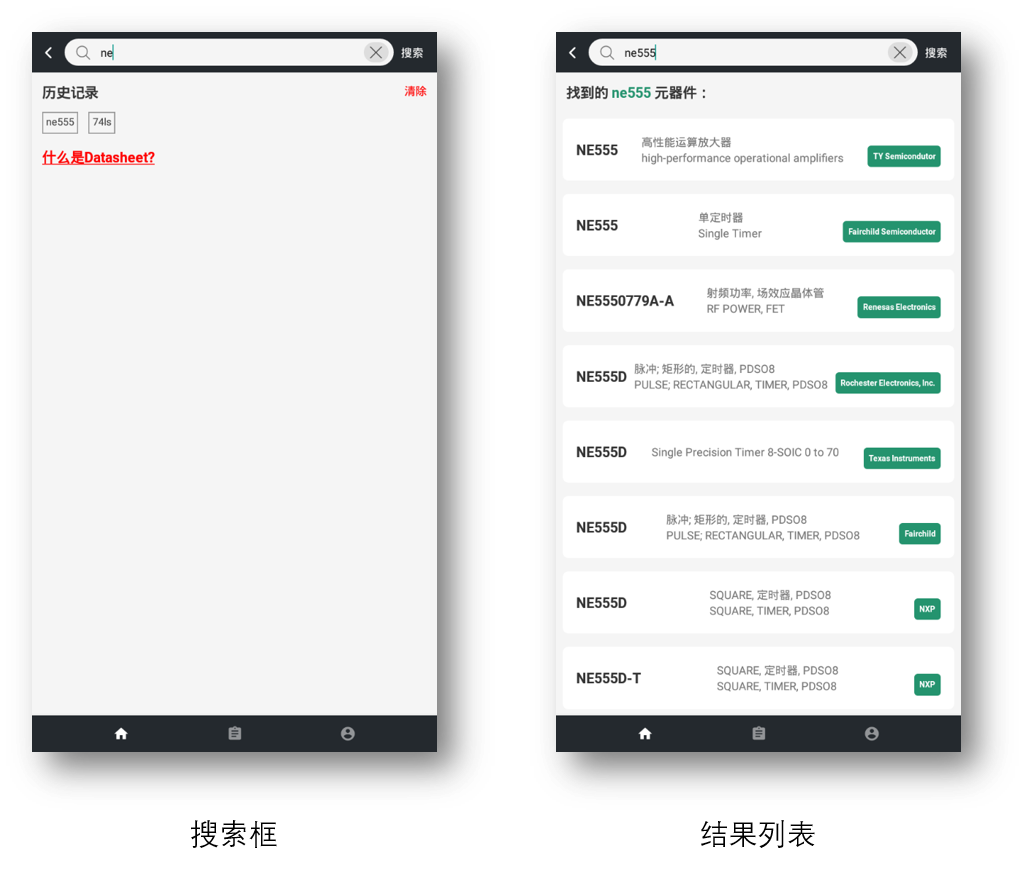 ne
搜索
历史记录
清除
ne555
74ls
什么是Datasheet?
搜索框
ne555
搜索
找到的 ne555 元器件：
NE555
高性能运算放大器
high-performance operational amplifiers
TY Semicondutor
NE555
单定时器
Single Timer
Fairchild Semiconductor
NE5550779A-A
射频功率, 场效应晶体管
RF POWER, FET
Renesas Electronics
NE555D
脉冲; 矩形的, 定时器, PDSO8
PULSE; RECTANGULAR, TIMER, PDSO8
Rochester Electronics, Inc.
NE555D
Single Precision Timer 8-SOIC 0 to 70
Texas Instruments
NE555D
脉冲; 矩形的, 定时器, PDSO8
PULSE; RECTANGULAR, TIMER, PDSO8
Fairchild
NE555D
SQUARE, 定时器, PDSO8
SQUARE, TIMER, PDSO8
NXP
NE555D-T
SQUARE, 定时器, PDSO8
SQUARE, TIMER, PDSO8
NXP
结果列表